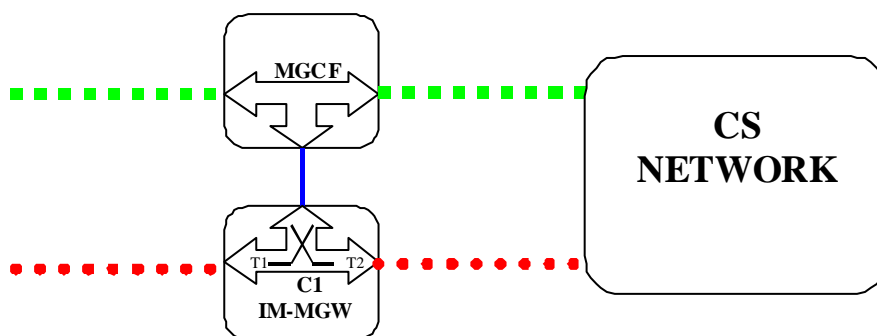 MGCF
CS
NETWORK
T1 T2
C1
IM-MGW